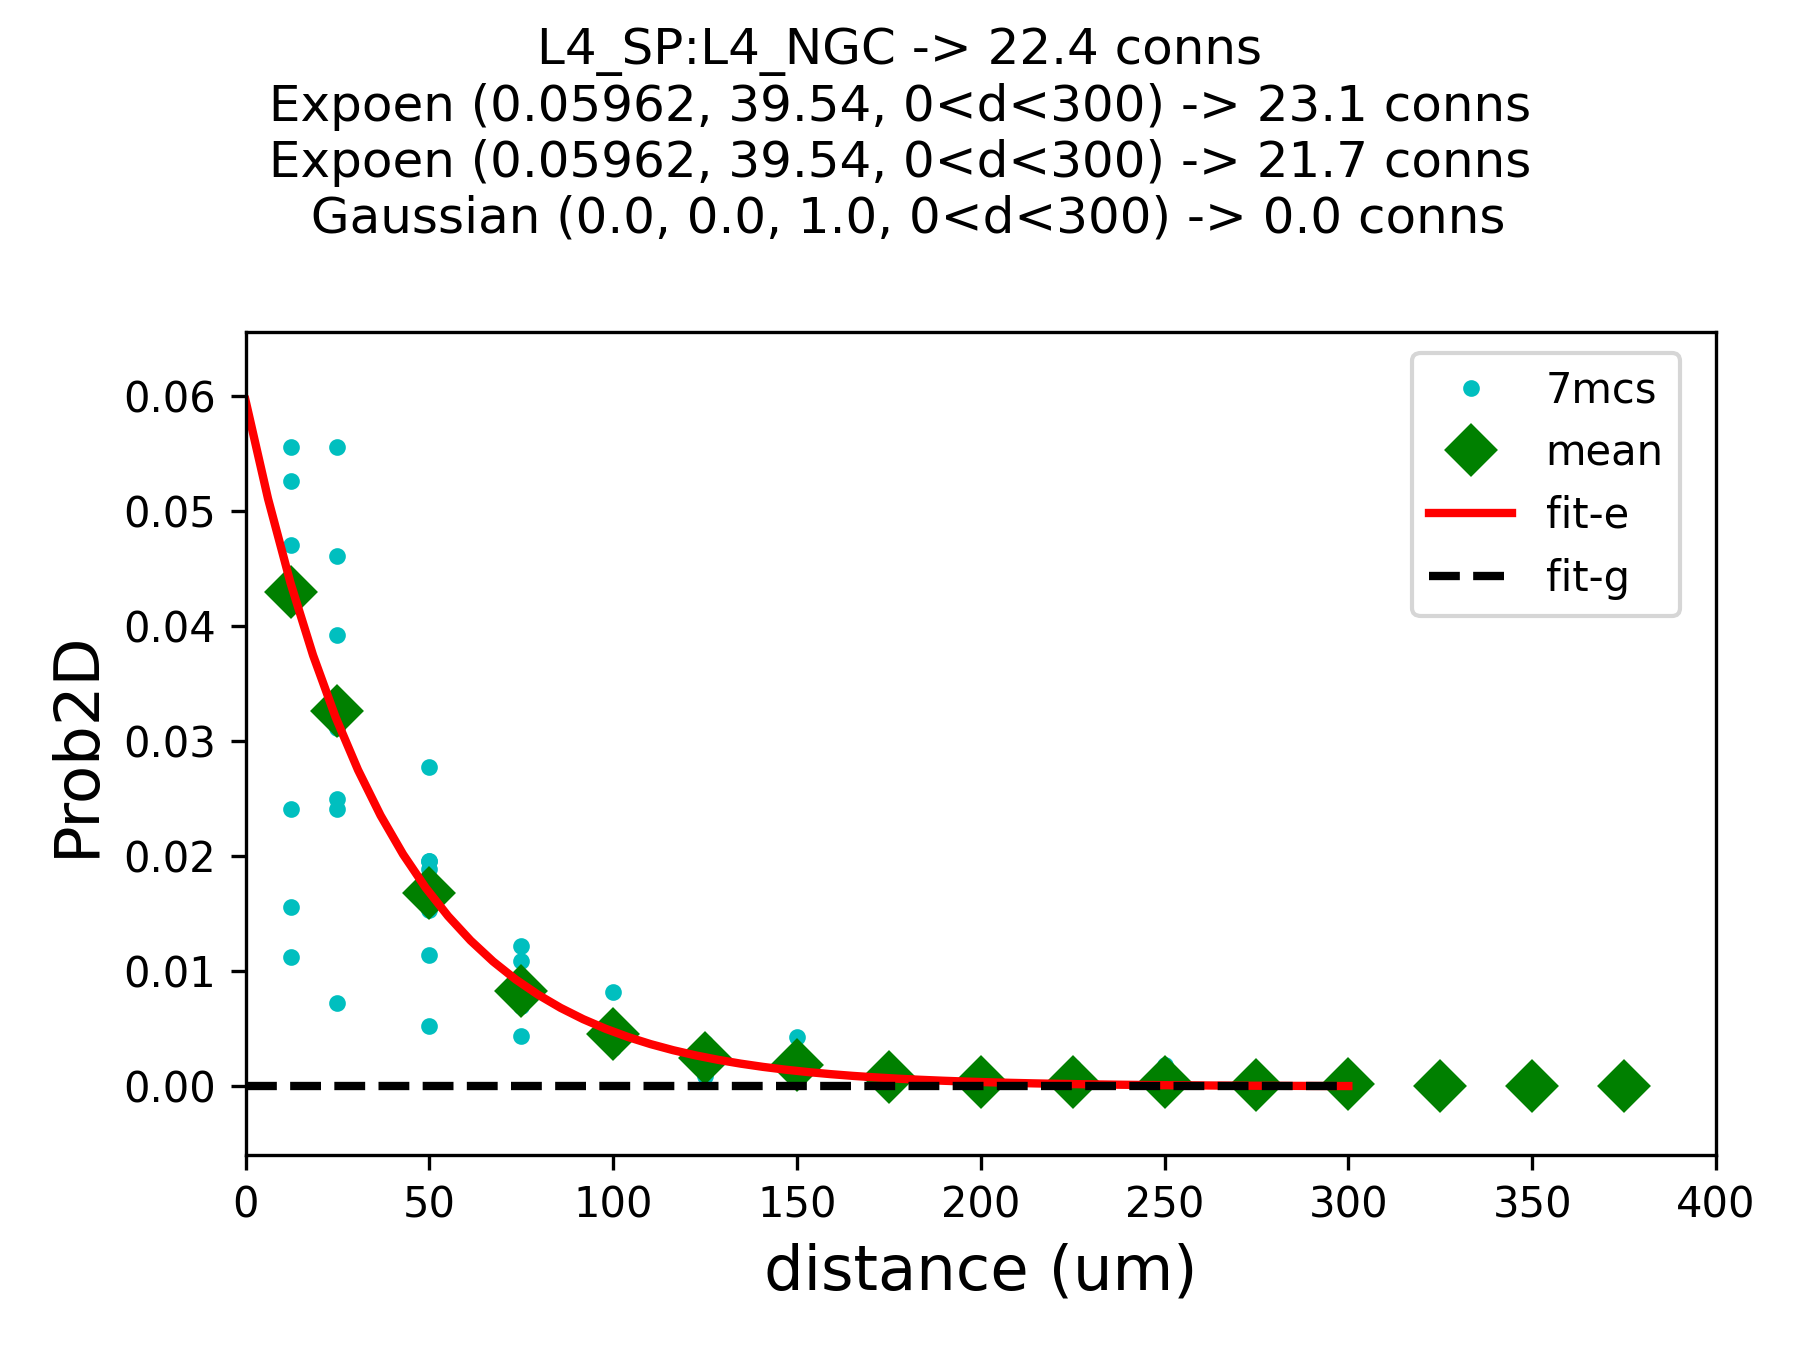 L4_SP:L4_NGC -> 22.4 conns
Expoen (0.05962, 39.54, 0<d<300) -> 23.1 conns
Expoen (0.05962, 39.54, 0<d<300) -> 21.7 conns
Gaussian (0.0, 0.0, 1.0, 0<d<300) -> 0.0 conns
7mcs
mean
fit-e
fit-g
Prob2D
0.06
0.05
0.04
0.03
0.02
0.01
0.00
0 50 100 150 200 250 300 350 400
distance (um)